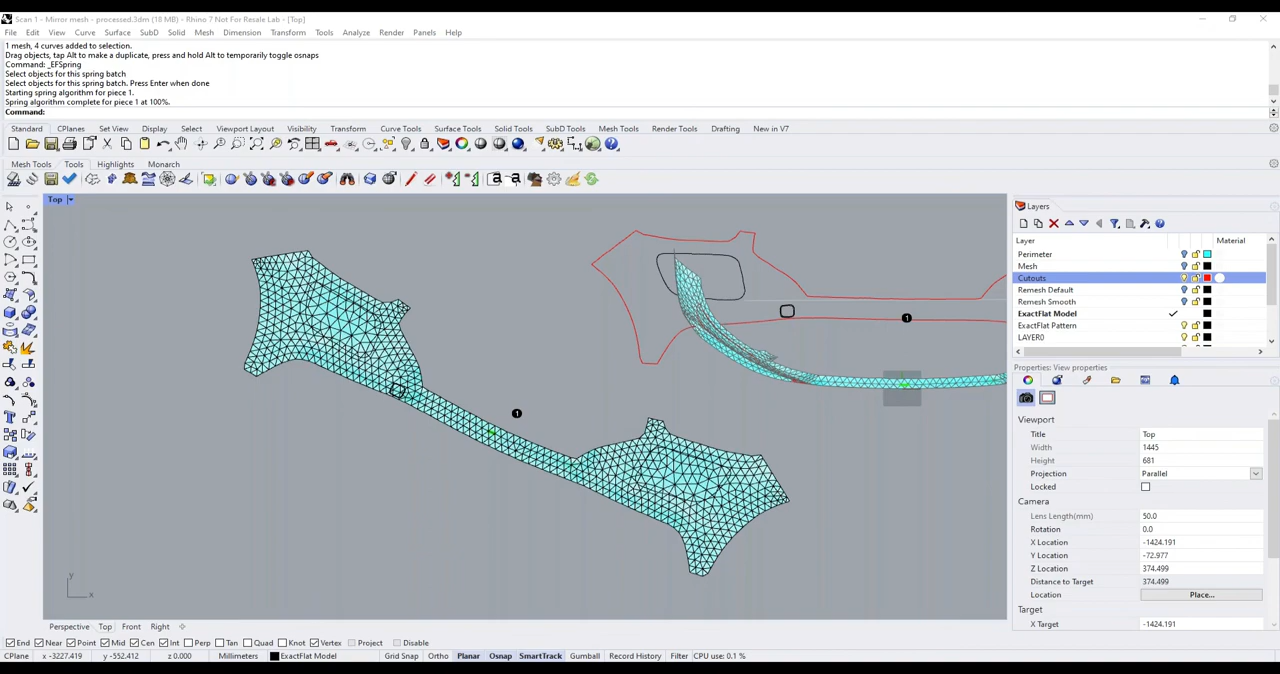 Scan 1 - Mirror mesh - processed.3dm (18 MB) - Rhino 7 Not For Resale Lab - [Top]
File Edit View Curve Surface SubD Solid Mesh Dimension Transform Tools Analyze Render Panels Help
1 mesh, 4 curves added to selection.
Drag objects, tap Alt to make a duplicate, press and hold Alt to temporarily toggle osnaps
Command: _EFSpring
Select objects for this spring batch
Select objects for this spring batch. Press Enter when done
Starting spring algorithm for piece 1.
Spring algorithm complete for piece 1 at 100%.
Command:
Standard CPlanes Set View Display Select Viewport Layout Visibility Transform Curve Tools Surface Tools Solid Tools SubD Tools Mesh Tools Render Tools Drafting New in V7
Mesh Tools Tools Highlights Monarch
Top
Layers
Layer Material
Perimeter
Mesh
Cutouts
Remesh Default
Remesh Smooth
ExactFlat Model
ExactFlat Pattern
LAYER0
Properties: View properties
Viewport
Title Top
Width 1445
Height 681
Projection Parallel
Locked
Camera
Lens Length(mm) 50.0
Rotation 0.0
X Location -1424.191
Y Location -72.977
Z Location 374.499
Distance to Target 374.499
Location Place...
Target
X Target -1424.191
1
1
y
x
Perspective Top Front Right
End Near Point Mid Cen Int Perp Tan Quad Knot Vertex Project Disable
CPlane x -3227.419 y -552.412 z 0.000 Millimeters ExactFlat Model Grid Snap Ortho Planar Osnap SmartTrack Gumball Record History Filter CPU use: 0.1 %